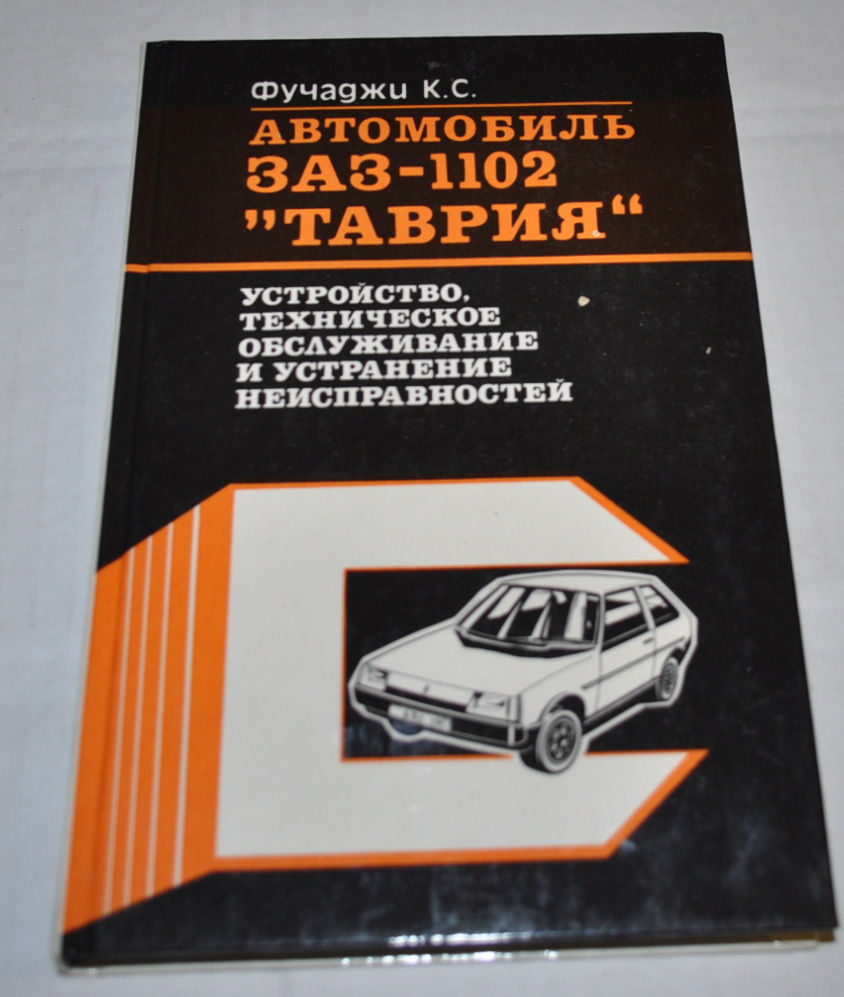 Фучаджи К.С.
АВТОМОБИЛЬ
ЗАЗ-1102
"ТАВРИЯ“
УСТРОЙСТВО,
ТЕХНИЧЕСКОЕ
ОБСЛУЖИВАНИЕ
И УСТРАНЕНИЕ
НЕИСПРАВНОСТЕЙ